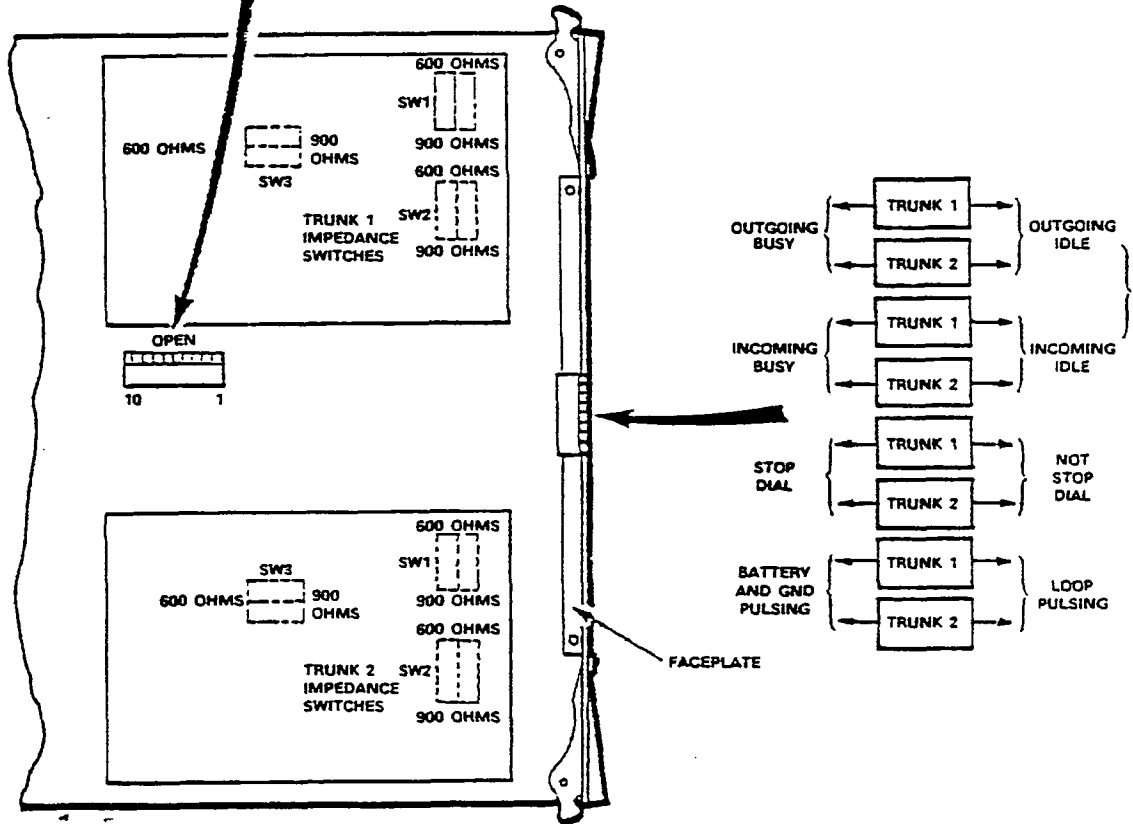 600 OHMS
SW1
900 OHMS
600 OHMS
900
OHMS
SW3
600 OHMS
SW2
900 OHMS
TRUNK 1
IMPEDANCE
SWITCHES
OPEN
10 1
600 OHMS
SW1
900 OHMS
SW3
600 OHMS
900
OHMS
600 OHMS
SW2
900 OHMS
TRUNK 2
IMPEDANCE
SWITCHES
FACEPLATE
OUTGOING
BUSY
TRUNK 1
TRUNK 2
OUTGOING
IDLE
INCOMING
BUSY
TRUNK 1
TRUNK 2
INCOMING
IDLE
STOP
DIAL
TRUNK 1
TRUNK 2
NOT
STOP
DIAL
BATTERY
AND GND
PULSING
TRUNK 1
TRUNK 2
LOOP
PULSING